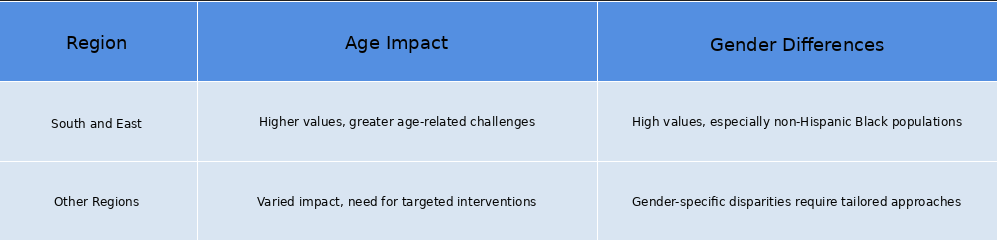 Region
Age Impact
Gender Differences
South and East
Higher values, greater age-related challenges
High values, especially non-Hispanic Black populations
Other Regions
Varied impact, need for targeted interventions
Gender-specific disparities require tailored approaches